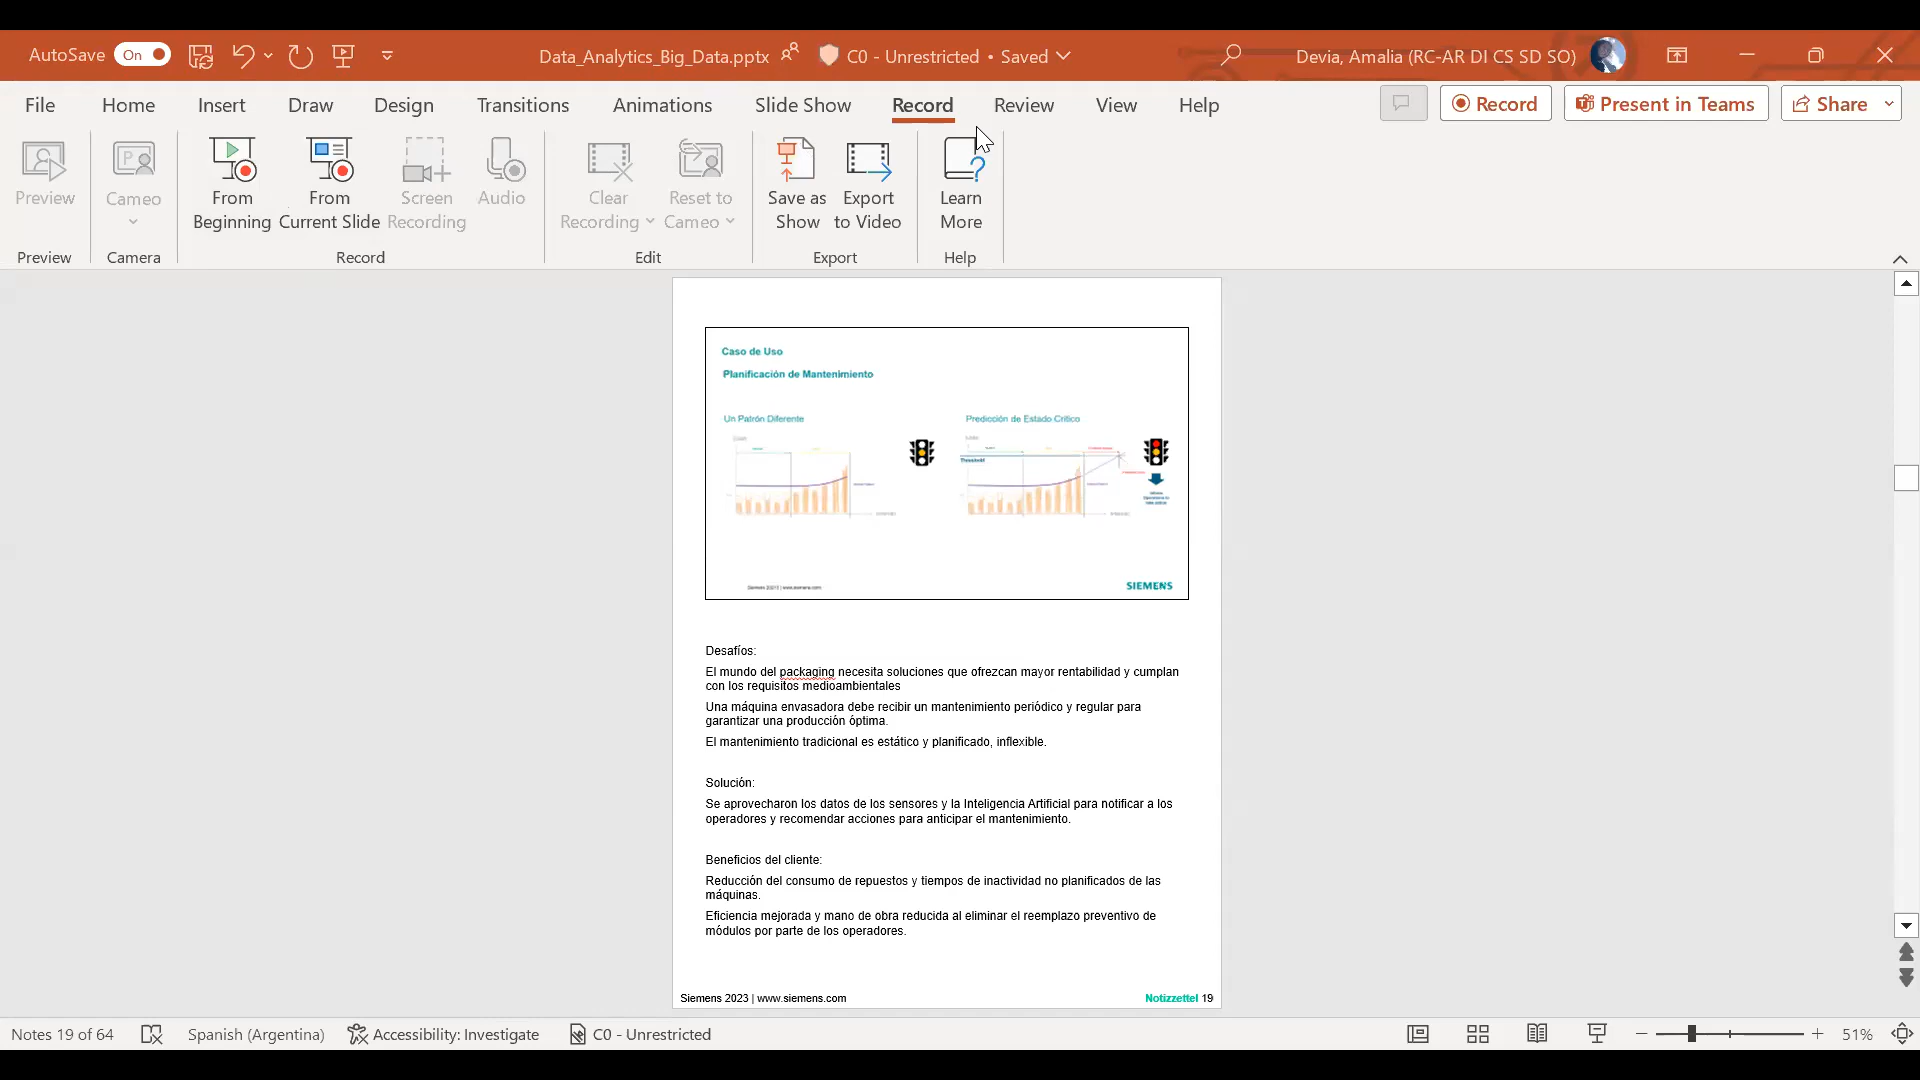 AutoSave On Data_Analytics_Big_Data.pptx C0 - Unrestricted • Saved Devia, Amalia (RC-AR DI CS SD SO)
File Home Insert Draw Design Transitions Animations Slide Show Record Review View Help Record Present in Teams Share
Preview Cameo From Beginning From Current Slide Screen Recording Audio Clear Recording Reset to Cameo Save as Show Export to Video Learn More
Preview Camera Record Edit Export Help
Caso de Uso
Planificación de Mantenimiento
Un Patrón Diferente Predicción de Estado Crítico
Threshold
SIEMENS
Desafíos:
El mundo del packaging necesita soluciones que ofrezcan mayor rentabilidad y cumplan
con los requisitos medioambientales
Una máquina envasadora debe recibir un mantenimiento periódico y regular para
garantizar una producción óptima.
El mantenimiento tradicional es estático y planificado, inflexible.
Solución:
Se aprovecharon los datos de los sensores y la Inteligencia Artificial para notificar a los
operadores y recomendar acciones para anticipar el mantenimiento.
Beneficios del cliente:
Reducción del consumo de repuestos y tiempos de inactividad no planificados de las
máquinas.
Eficiencia mejorada y mano de obra reducida al eliminar el reemplazo preventivo de
módulos por parte de los operadores.
Siemens 2023 | www.siemens.com Notizzettel 19
Notes 19 of 64 Spanish (Argentina) Accessibility: Investigate C0 - Unrestricted 51%